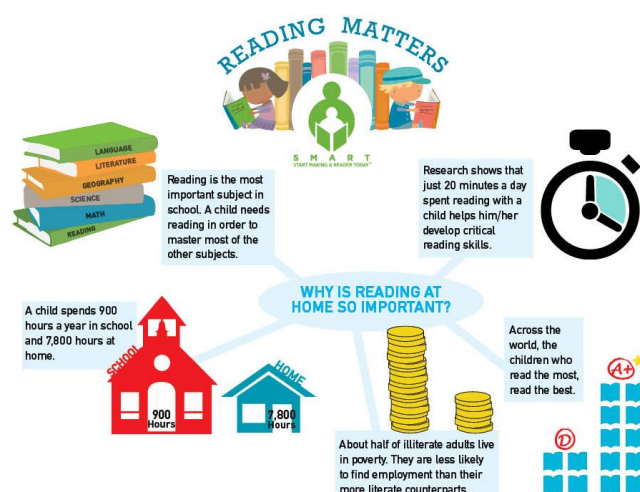 READING MATTERS
SMART
START MAKING A READER TODAY
LANGUAGE
LITERATURE
GEOGRAPHY
SCIENCE
MATH
READING
Reading is the most
important subject in
school. A child needs
reading in order to
master most of the
other subjects.
Research shows that
just 20 minutes a day
spent reading with a
child helps him/her
develop critical
reading skills.
WHY IS READING AT
HOME SO IMPORTANT?
A child spends 900
hours a year in school
and 7,800 hours at
home.
SCHOOL
900
Hours
HOME
7,800
Hours
Across the
world, the
children who
read the most,
read the best.
A+
D
About half of illiterate adults live
in poverty. They are less likely
to find employment than their
more literate counterparts